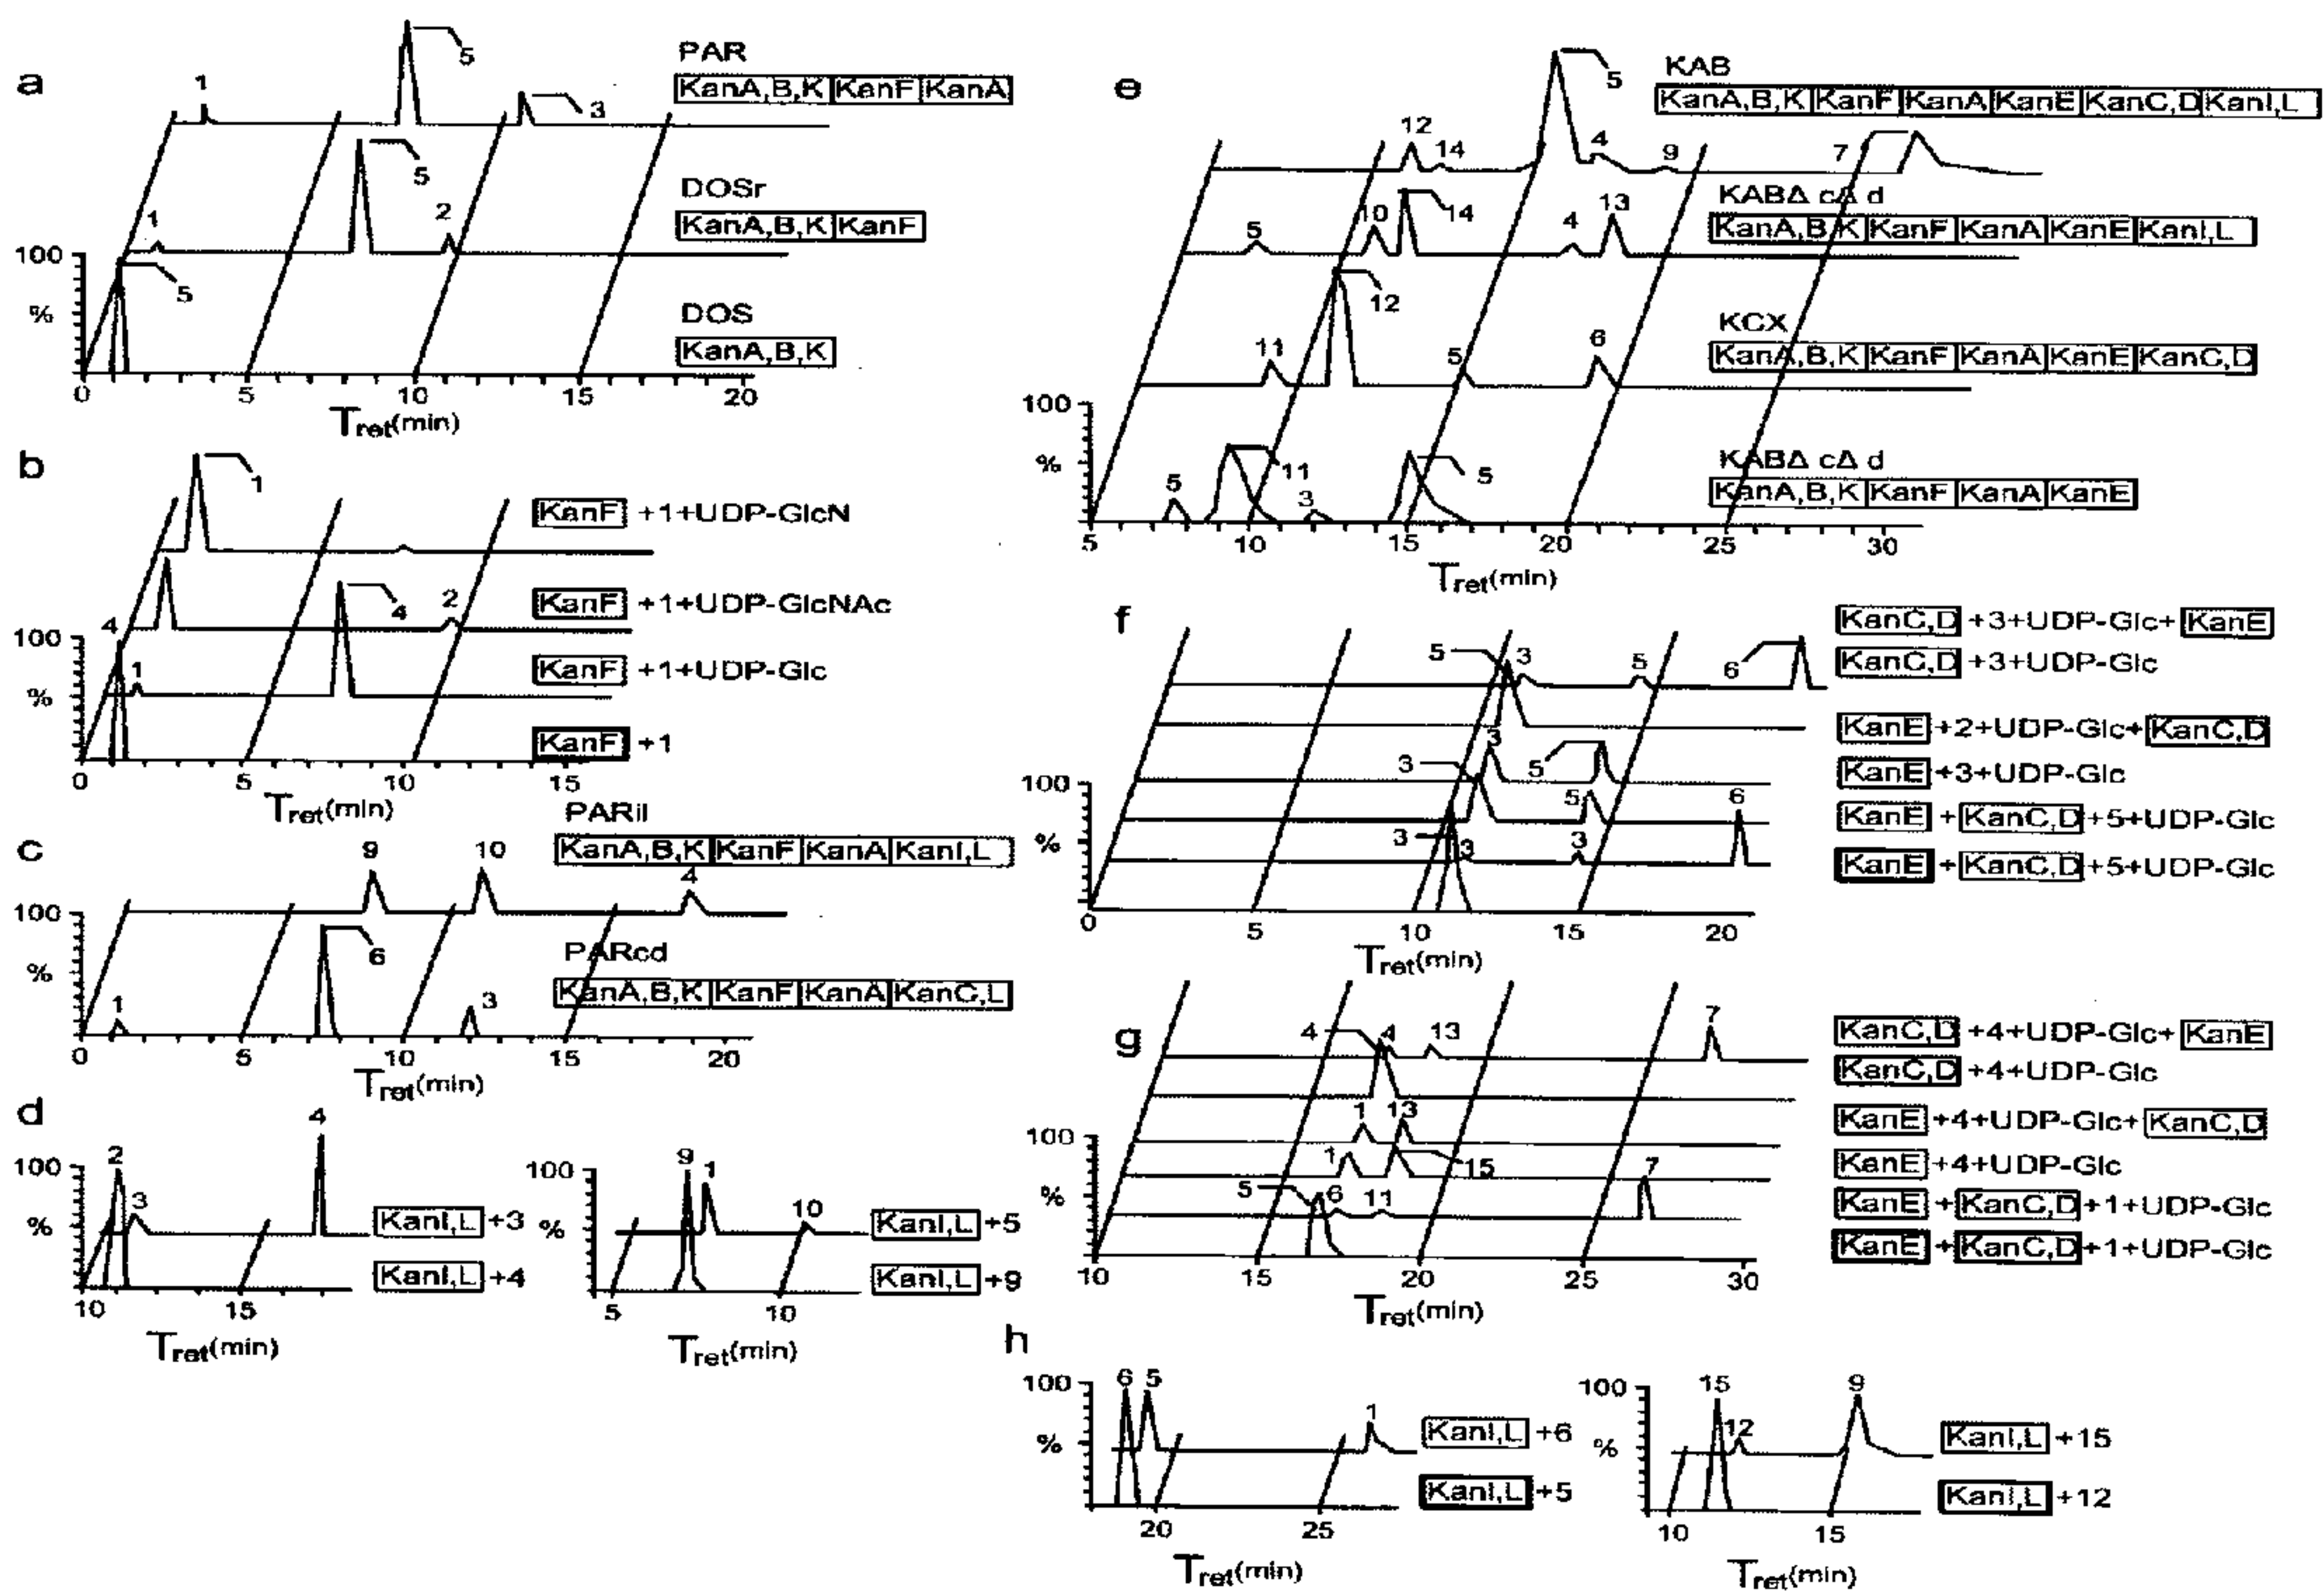 a
PAR
KanA,B,K KanF KanA
1 5 3
DOSr
KanA,B,K KanF
1 5 2
DOS
KanA,B,K
5
100
%
0 5 10 15 20
Tret(min)
b
KanF +1+UDP-GlcN
1
KanF +1+UDP-GlcNAc
2
KanF +1+UDP-Glc
1 4
KanF +1
4
100
%
0 5 10 15
Tret(min)
c
PARil
KanA,B,K KanF KanA KanI,L
9 10 4
PARcd
KanA,B,K KanF KanA KanC,L
1 6 3
100
%
0 5 10 15 20
Tret(min)
d
2 3 4
100
%
KanI,L +3
KanI,L +4
10 15
Tret(min)
9 1 10
100
%
KanI,L +5
KanI,L +9
5 10
Tret(min)
e
KAB
KanA,B,K KanF KanA KanE KanC,D KanI,L
12 14 5 4 9 7
KABΔ cΔ d
KanA,B,K KanF KanA KanE KanI,L
5 10 14 4 13
KCX
KanA,B,K KanF KanA KanE KanC,D
11 12 5 6
KABΔ cΔ d
KanA,B,K KanF KanA KanE
5 11 3 5
100
%
5 10 15 20 25 30
Tret(min)
f
KanC,D +3+UDP-Glc+ KanE
KanC,D +3+UDP-Glc
KanE +2+UDP-Glc+ KanC,D
KanE +3+UDP-Glc
KanE + KanC,D +5+UDP-Glc
KanE + KanC,D +5+UDP-Glc
5 3 5 6
3 5
3 5 6
3 3 3
100
%
0 5 10 15 20
Tret(min)
g
KanC,D +4+UDP-Glc+ KanE
KanC,D +4+UDP-Glc
KanE +4+UDP-Glc+ KanC,D
KanE +4+UDP-Glc
KanE + KanC,D +1+UDP-Glc
KanE + KanC,D +1+UDP-Glc
4 4 13 7
1 13
1 15 7
5 6 11
100
%
10 15 20 25 30
Tret(min)
h
6 5 1
100
%
KanI,L +6
KanI,L +5
20 25
Tret(min)
15 12 9
100
%
KanI,L +15
KanI,L +12
10 15
Tret(min)